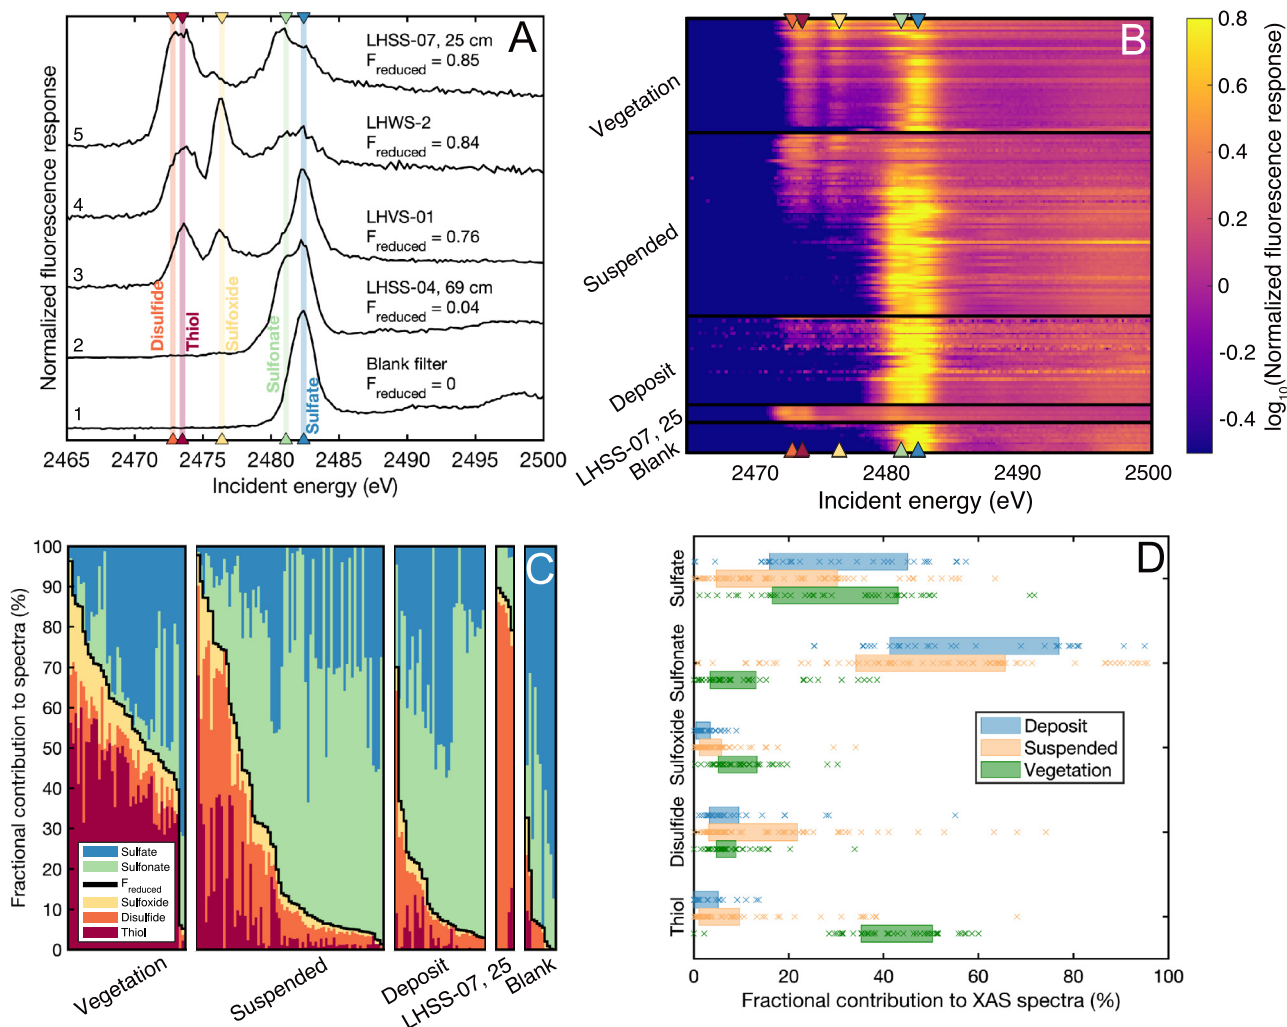 A
Normalized fluorescence response
LHSS-07, 25 cm
F reduced = 0.85
5
LHWS-2
F reduced = 0.84
4
LHVS-01
F reduced = 0.76
3
LHSS-04, 69 cm
F reduced = 0.04
2
Blank filter
F reduced = 0
1
Disulfide
Thiol
Sulfoxide
Sulfonate
Sulfate
2465 2470 2475 2480 2485 2490 2495 2500
Incident energy (eV)
B
Vegetation
Suspended
Deposit
LHSS-07, 25
Blank
2470 2480 2490 2500
Incident energy (eV)
0.8
0.6
0.4
0.2
0
-0.2
-0.4
log10(Normalized fluorescence response)
C
Fractional contribution to spectra (%)
100
90
80
70
60
50
40
30
20
10
0
Sulfate
Sulfonate
F reduced
Sulfoxide
Disulfide
Thiol
Vegetation
Suspended
Deposit
LHSS-07, 25
Blank
D
Sulfate
Sulfonate
Sulfoxide
Disulfide
Thiol
Deposit
Suspended
Vegetation
0 20 40 60 80 100
Fractional contribution to XAS spectra (%)